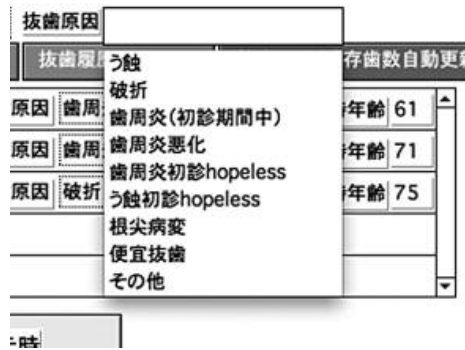 抜歯原因
抜歯履
存歯数自動更
う蝕
破折
歯周炎(初診期間中)
歯周炎悪化
歯周炎初診hopeless
う蝕初診hopeless
根尖病変
便宜抜歯
その他
原因 歯周 年齢 61
原因 歯周 年齢 71
原因 破折 年齢 75
時